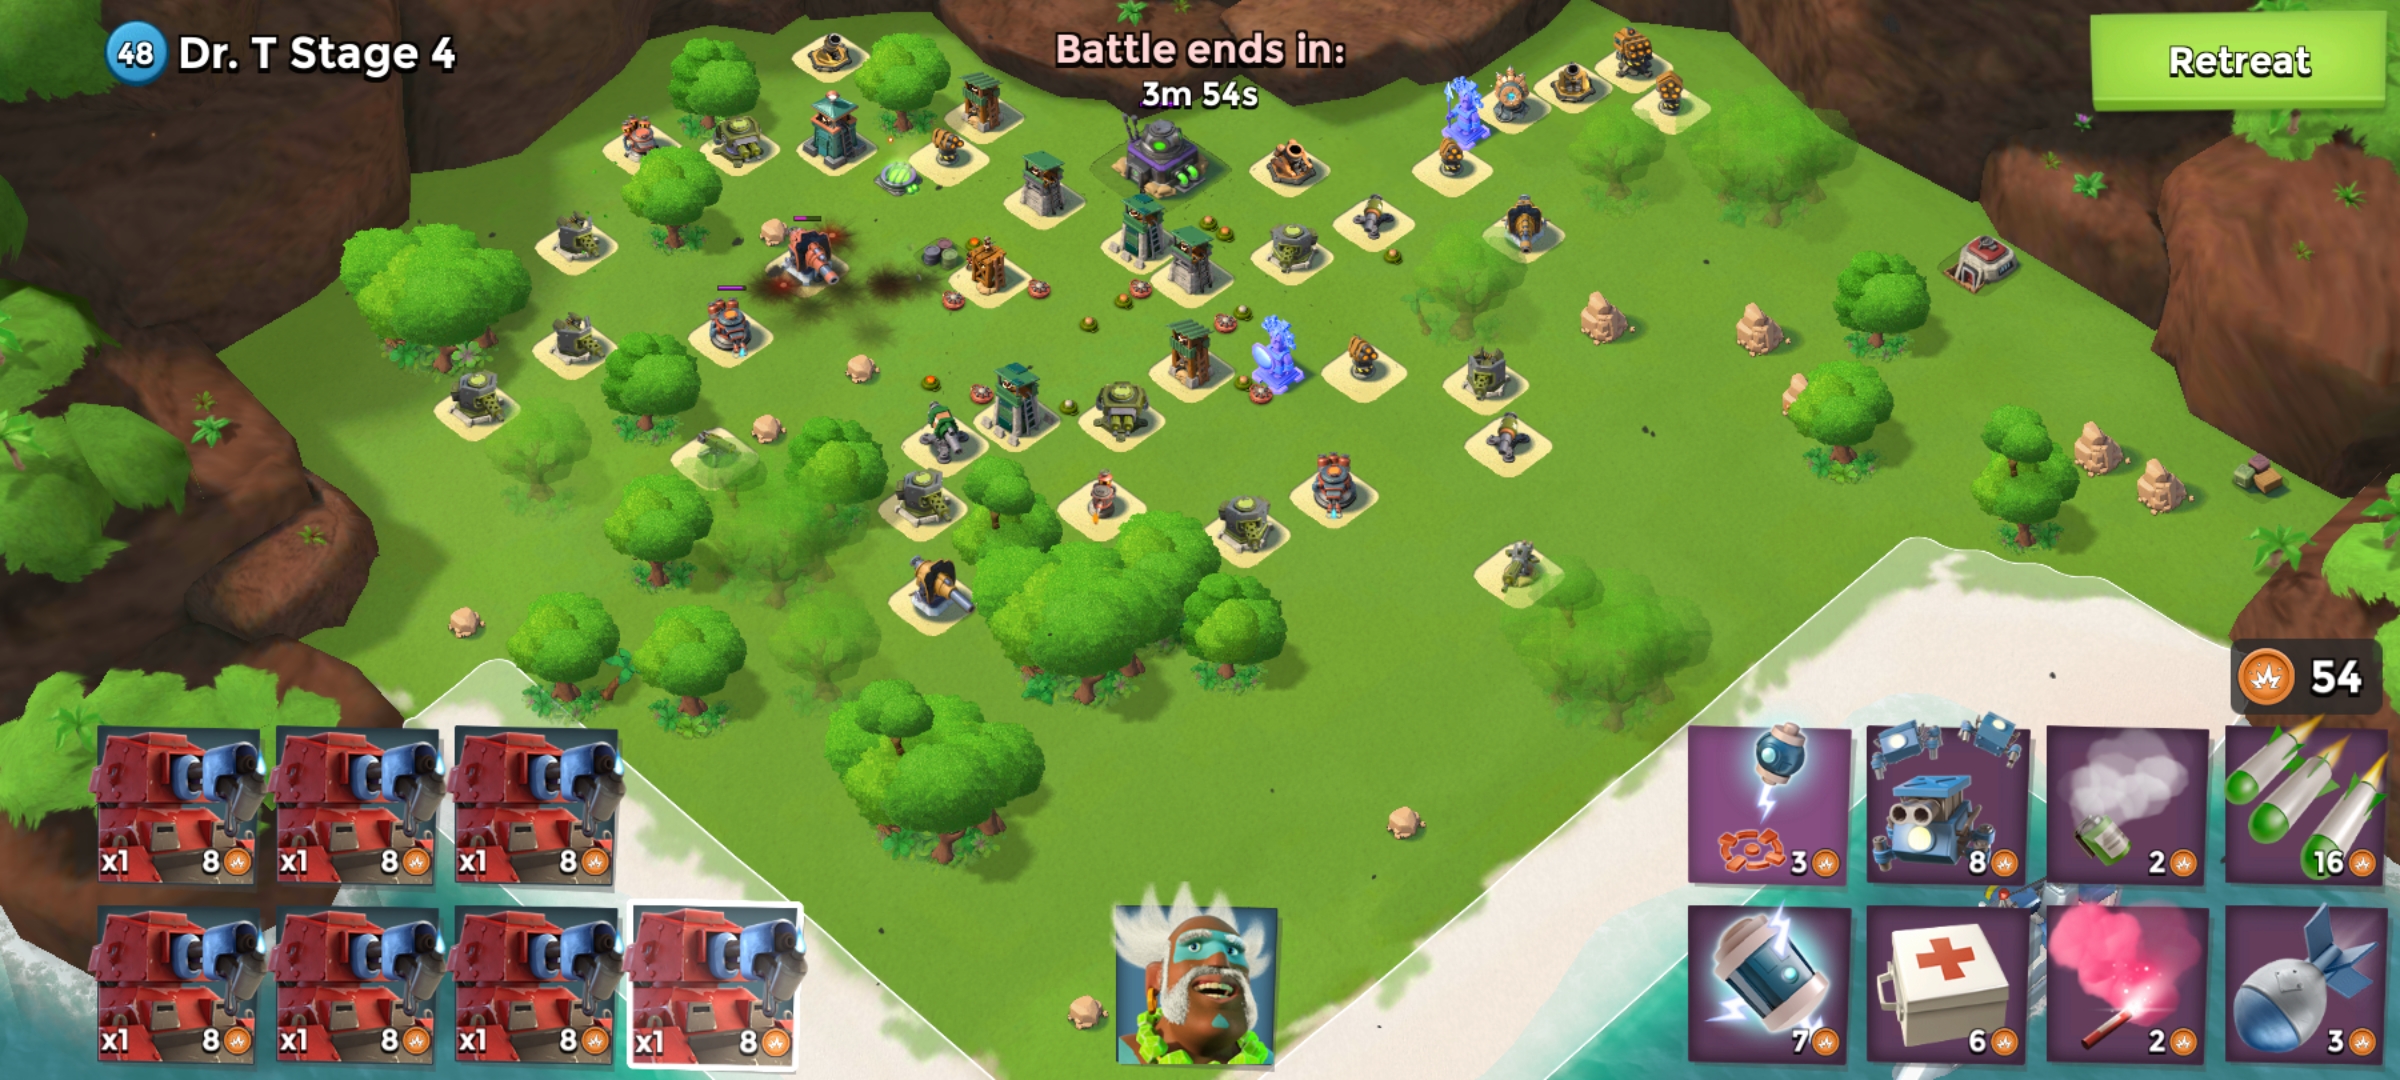 48 Dr. T Stage 4
Battle ends in:
3m 54s
Retreat
54
x1 8
x1 8
x1 8
3
8
2
16
x1 8
x1 8
x1 8
x1 8
7
6
2
3